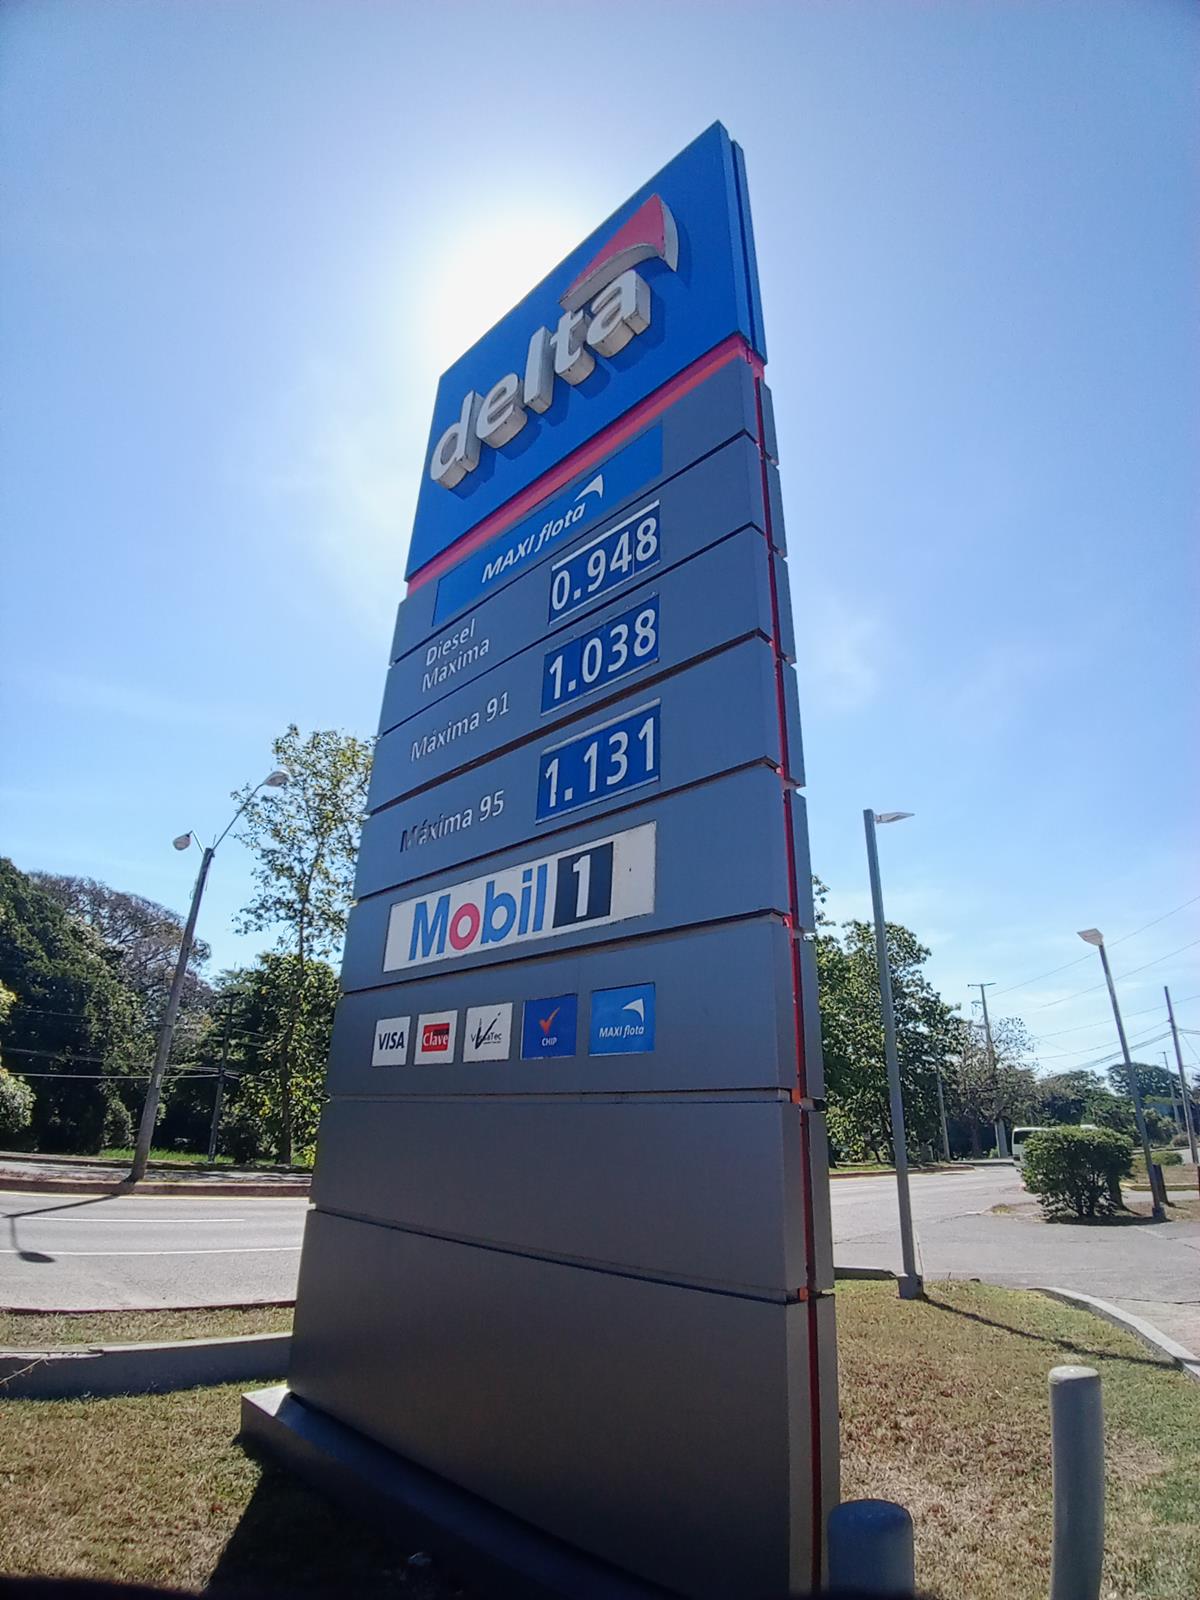 delta
MAXI flota
Diesel
Máxima
0.948
Máxima 91
1.038
Máxima 95
1.131
Mobil 1
VISA
Clave
CHIP
MAXI flota